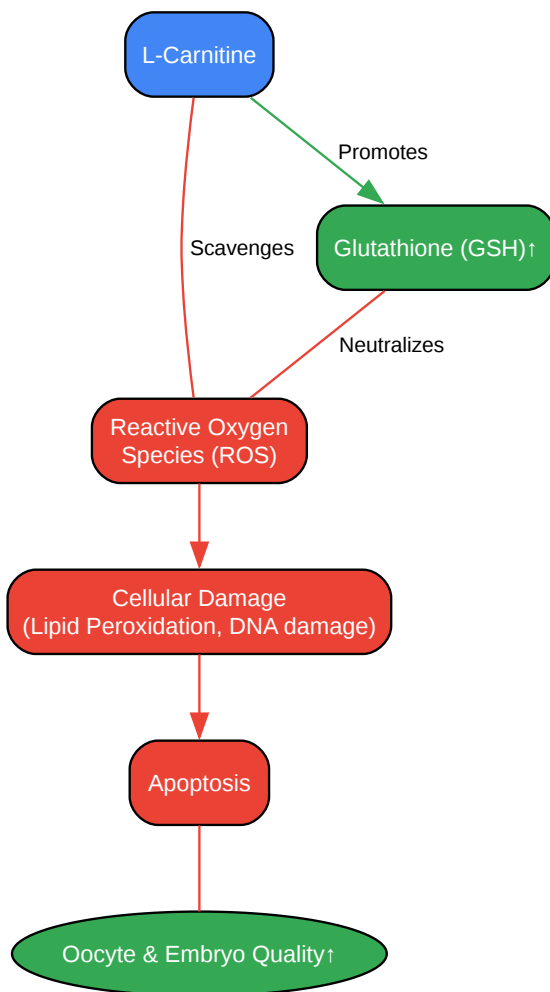 L-Carnitine
Promotes
Glutathione (GSH)↑
Scavenges
Neutralizes
Reactive Oxygen
Species (ROS)
Cellular Damage
(Lipid Peroxidation, DNA damage)
Apoptosis
Oocyte & Embryo Quality↑